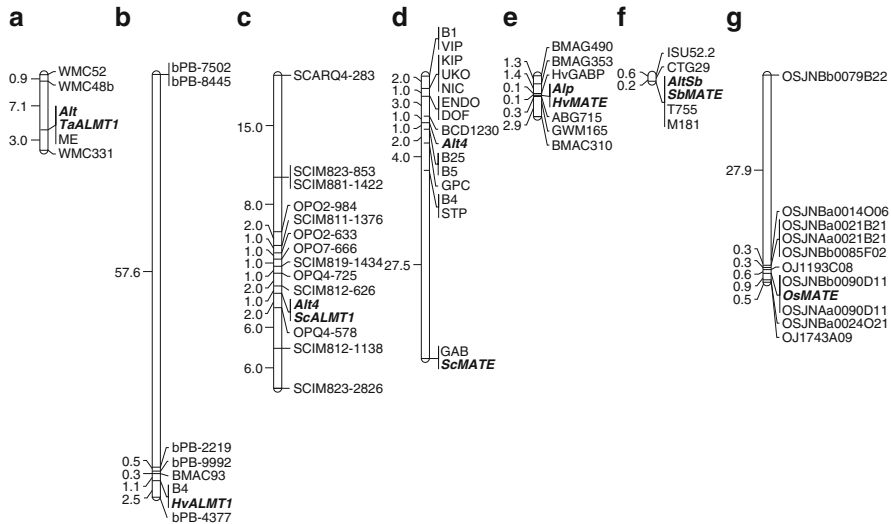 a
WMC52
0.9
WMC48b
7.1
Alt
TaALMT1
ME
3.0
WMC331
b
bPB-7502
bPB-8445
57.6
bPB-2219
0.5
bPB-9992
0.3
BMAC93
1.1
B4
2.5
HvALMT1
bPB-4377
c
SCARQ4-283
15.0
SCIM823-853
SCIM881-1422
8.0
OPO2-984
2.0
SCIM811-1376
1.0
OPO2-633
1.0
OPO7-666
1.0
SCIM819-1434
1.0
OPQ4-725
2.0
SCIM812-626
1.0
Alt4
2.0
ScALMT1
6.0
OPQ4-578
SCIM812-1138
6.0
SCIM823-2826
d
B1
VIP
KIP
2.0
UKO
1.0
NIC
3.0
ENDO
1.0
DOF
1.0
BCD1230
2.0
Alt4
4.0
B25
B5
GPC
B4
STP
27.5
GAB
ScMATE
e
BMAG490
1.3
BMAG353
1.4
HvGABP
0.1
Alp
0.1
HvMATE
0.3
ABG715
2.9
GWM165
BMAC310
f
ISU52.2
CTG29
0.6
AltSb
0.2
SbMATE
T755
M181
g
OSJNBb0079B22
27.9
OSJNBa0014O06
OSJNBa0021B21
OSJNAa0021B21
0.3
OSJNBb0085F02
0.3
OJ1193C08
0.6
OSJNBb0090D11
0.9
OsMATE
0.5
OSJNAa0090D11
OSJNBa0024O21
OJ1743A09